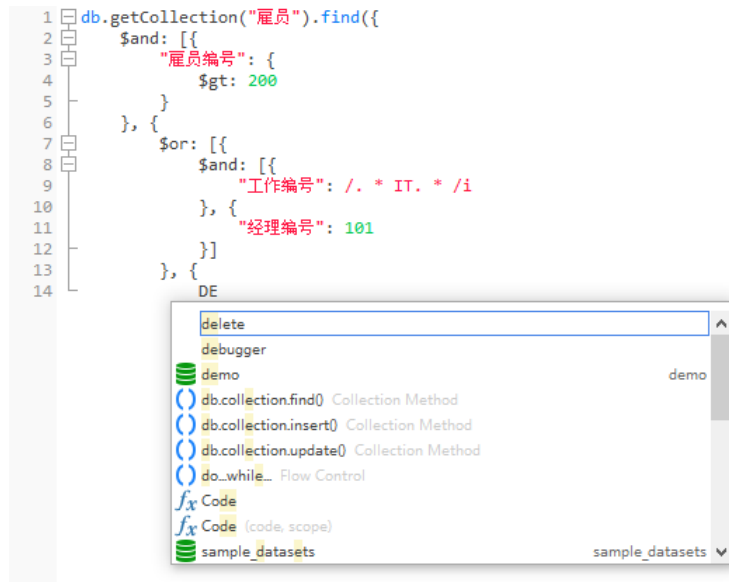 1 db.getCollection("雇员").find({
2 $and: [{
3 "雇员编号": {
4 $gt: 200
5 }
6 }, {
7 $or: [{
8 $and: [{
9 "工作编号": /. * IT. * /i
10 }, {
11 "经理编号": 101
12 }]
13 }, {
14 DE
delete
debugger
demo demo
db.collection.find() Collection Method
db.collection.insert() Collection Method
db.collection.update() Collection Method
do...while... Flow Control
fx Code
fx Code (code, scope)
sample_datasets sample_datasets